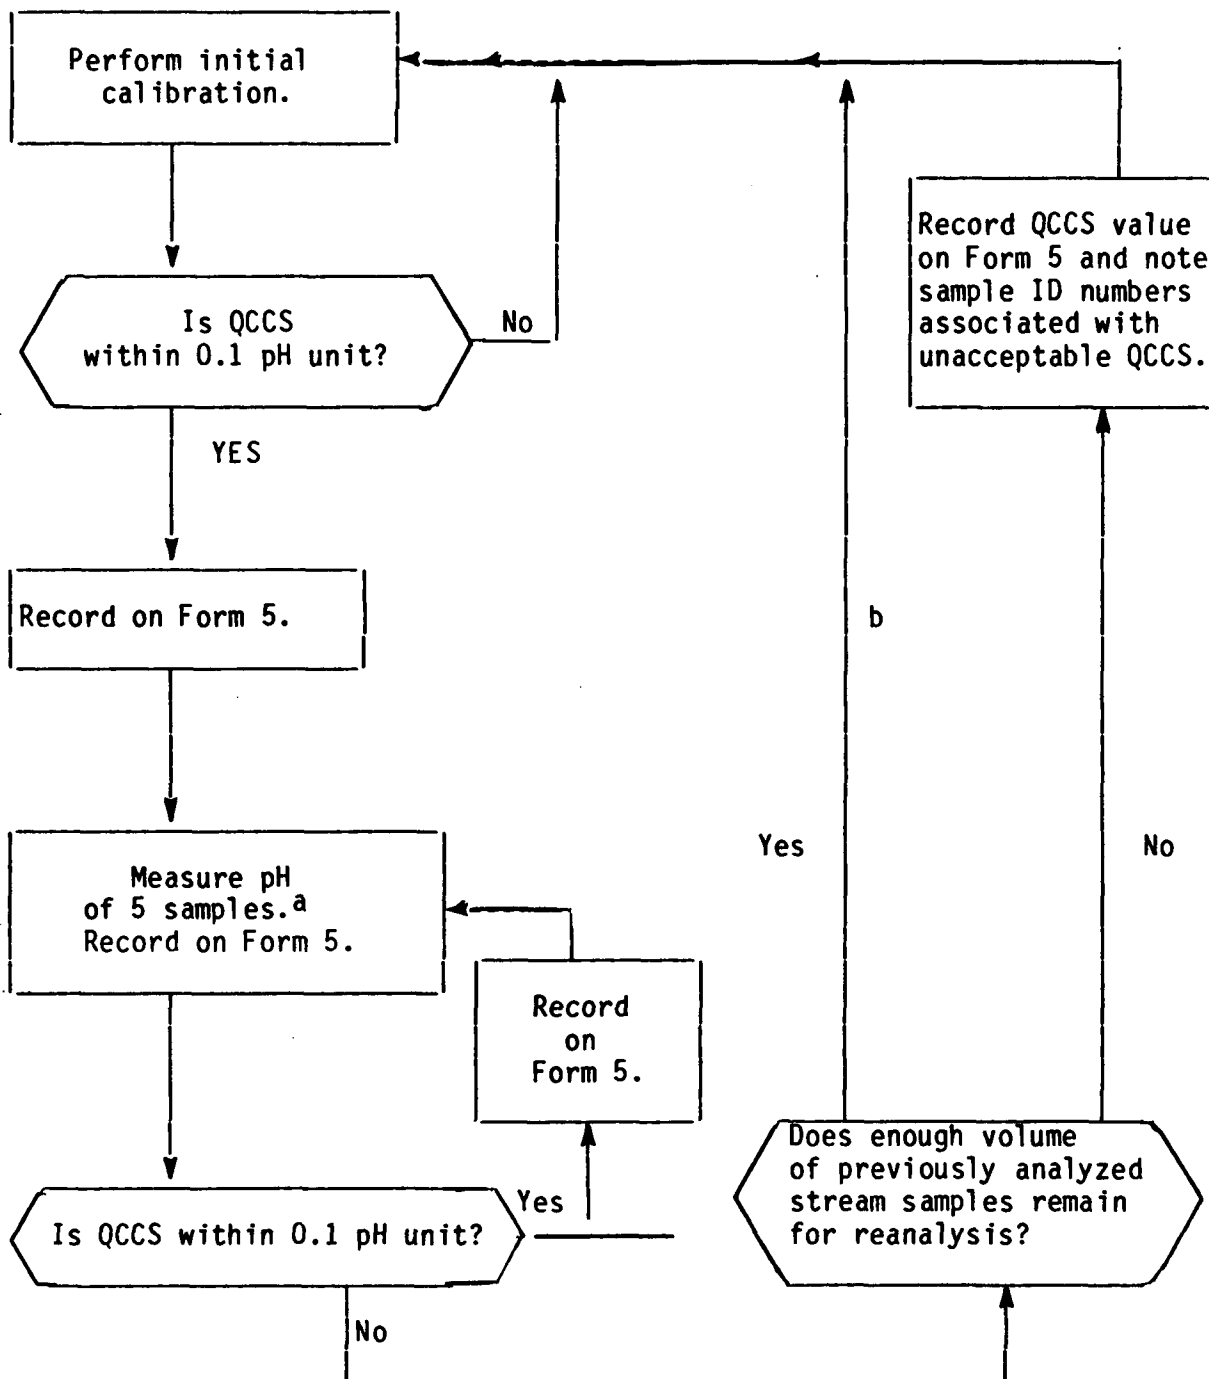 Perform initial
calibration.
Is QCCS
within 0.1 pH unit?
No
YES
Record on Form 5.
Measure pH
of 5 samples.a
Record on Form 5.
Record
on
Form 5.
Is QCCS within 0.1 pH unit?
Yes
No
Record QCCS value
on Form 5 and note
sample ID numbers
associated with
unacceptable QCCS.
b
Yes
No
Does enough volume
of previously analyzed
stream samples remain
for reanalysis?